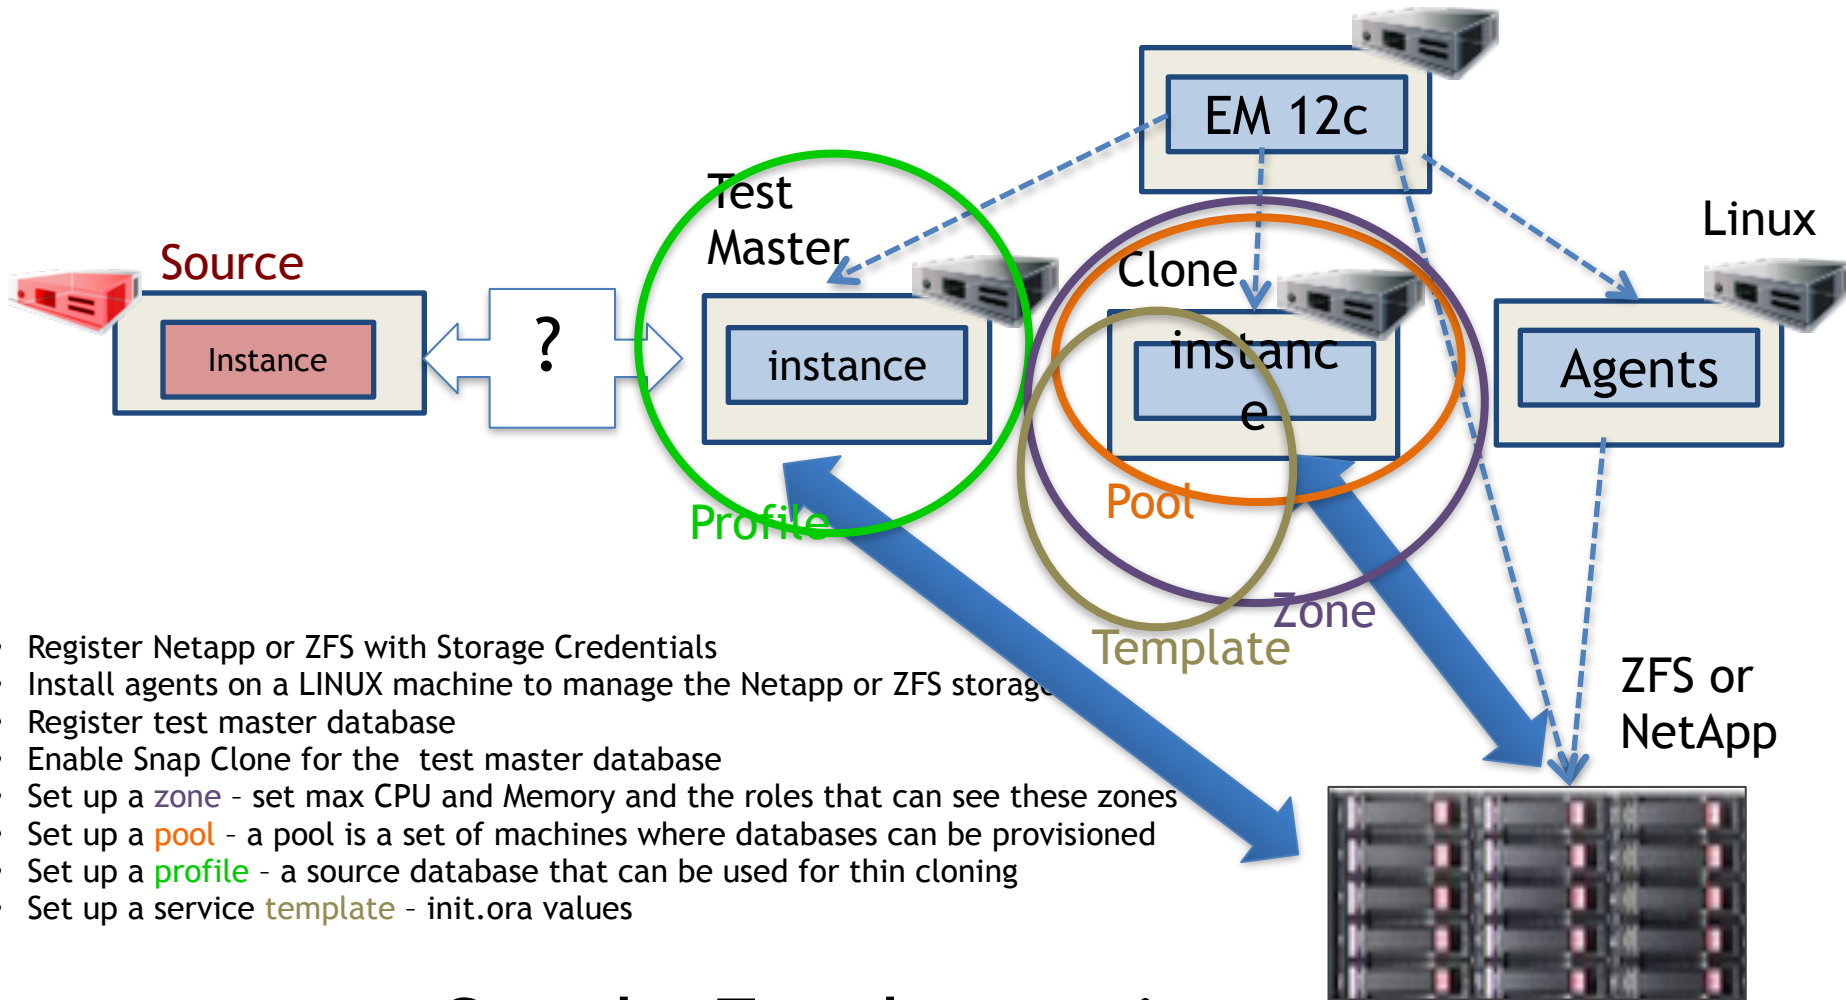 EM 12c
Test
Master
Linux
Source
Clone
?
Instance
instance
instanc
e
Agents
Pool
Profile
Zone
Template
• Register Netapp or ZFS with Storage Credentials
• Install agents on a LINUX machine to manage the Netapp or ZFS storage
• Register test master database
• Enable Snap Clone for the  test master database
• Set up a zone – set max CPU and Memory and the roles that can see these zones
• Set up a pool – a pool is a set of machines where databases can be provisioned
• Set up a profile – a source database that can be used for thin cloning
• Set up a service template – init.ora values
ZFS or
NetApp